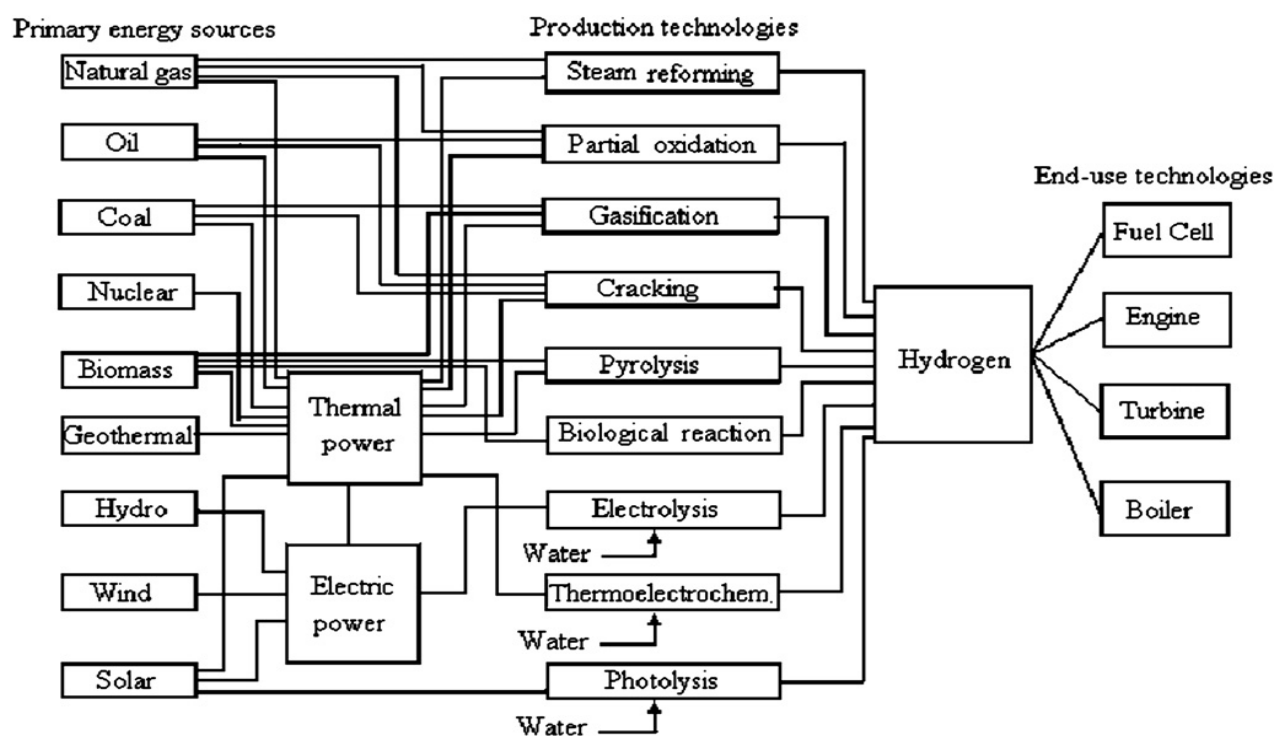 Primary energy sources
Production technologies
Natural gas
Steam reforming
Oil
Partial oxidation
End-use technologies
Coal
Gasification
Fuel Cell
Nuclear
Cracking
Engine
Biomass
Pyrolysis
Hydrogen
Thermal
power
Turbine
Geothermal
Biological reaction
Hydro
Electrolysis
Boiler
Water
Wind
Electric
power
Thermoelectrochem.
Water
Solar
Photolysis
Water